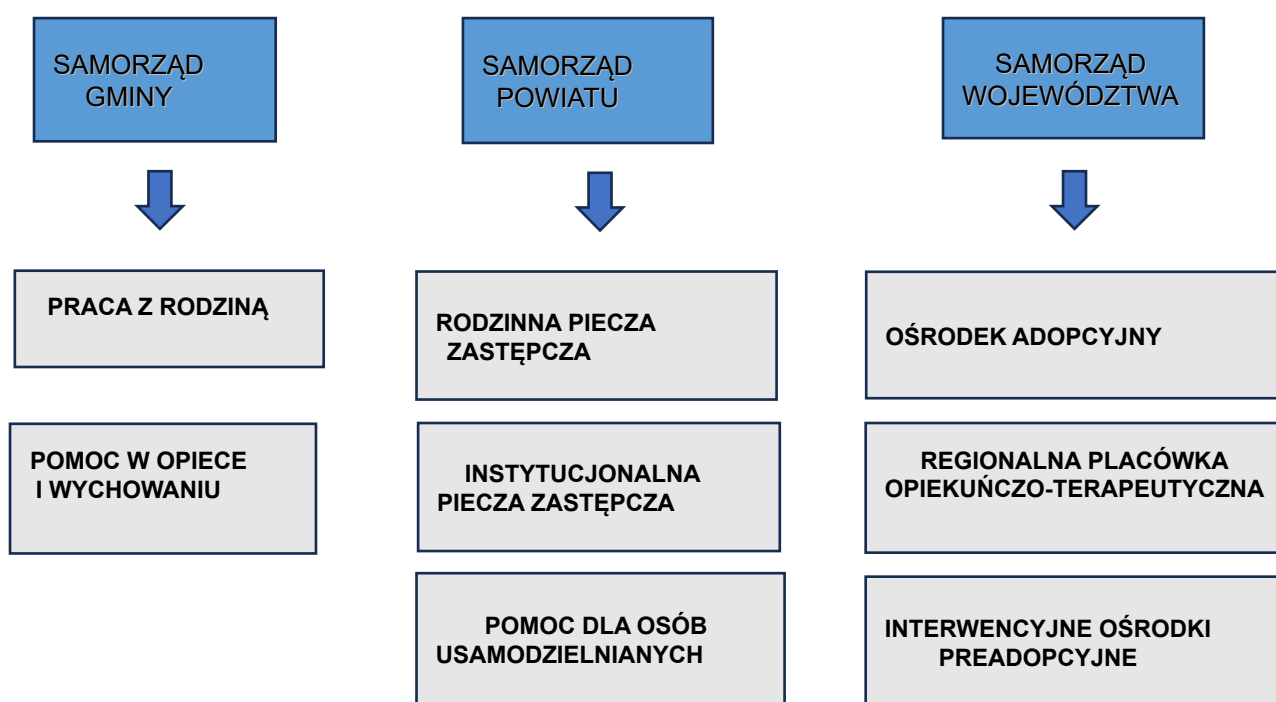 SAMORZĄD
GMINY
SAMORZĄD
POWIATU
SAMORZĄD
WOJEWÓDZTWA
PRACA Z RODZINĄ
POMOC W OPIECE
I WYCHOWANIU
RODZINNA PIECZA
ZASTĘPCZA
INSTYTUCJONALNA
PIECZA ZASTĘPCZA
POMOC DLA OSÓB
USAMODZIELNIANYCH
OŚRODEK ADOPCYJNY
REGIONALNA PLACÓWKA
OPIEKUŃCZO-TERAPEUTYCZNA
INTERWENCYJNE OŚRODKI
PREADOPCYJNE